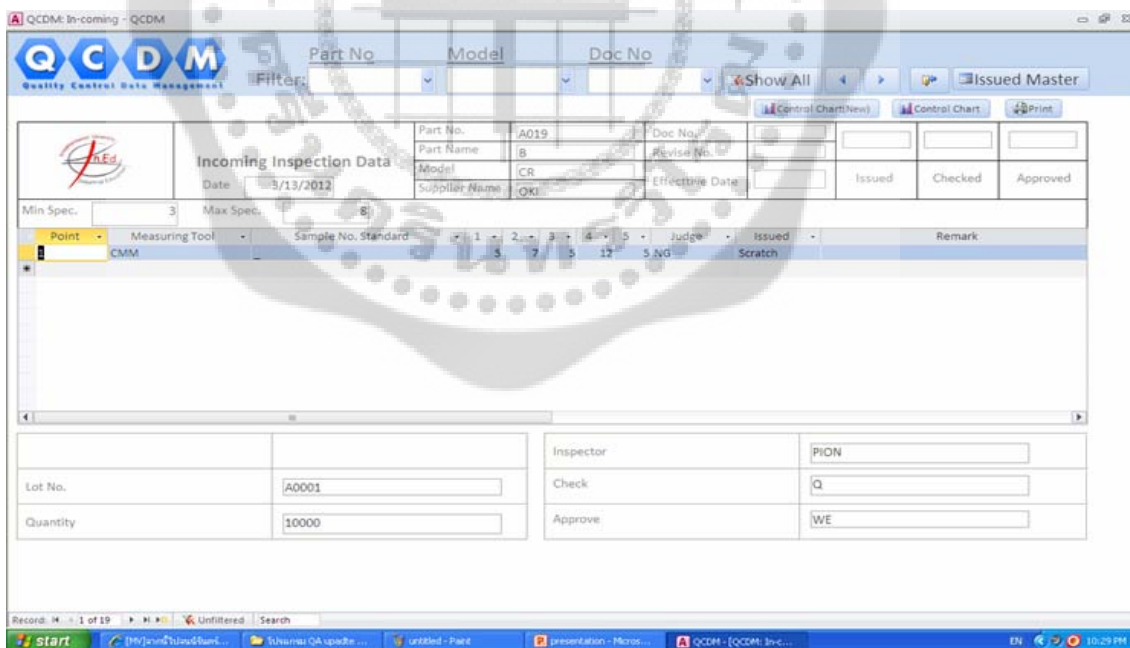 QCDM: In-coming - QCDM
QCDM
Quality Control Data Management
Part No Model Doc No
Filter: Show All Issued Master
Control Chart(New) Control Chart Print
Incoming Inspection Data
Date 3/13/2012
Part No. A019
Part Name B
Model CR
Supplier Name OKI
Doc No.
Revise No.
Effecttive Date
Issued Checked Approved
Min Spec. 3 Max Spec. 8
Point Measuring Tool Sample No. Standard 1 2 3 4 5 Judge Issued Remark
1 CMM _ 5 7 5 12 5 NG Scratch
Inspector PION
Lot No. A0001 Check Q
Quantity 10000 Approve WE
Record: 1 of 19 Unfiltered Search
start untitled - Paint presentation - Micros... QCDM - [QCDM: In-c... EN 10:29 PM